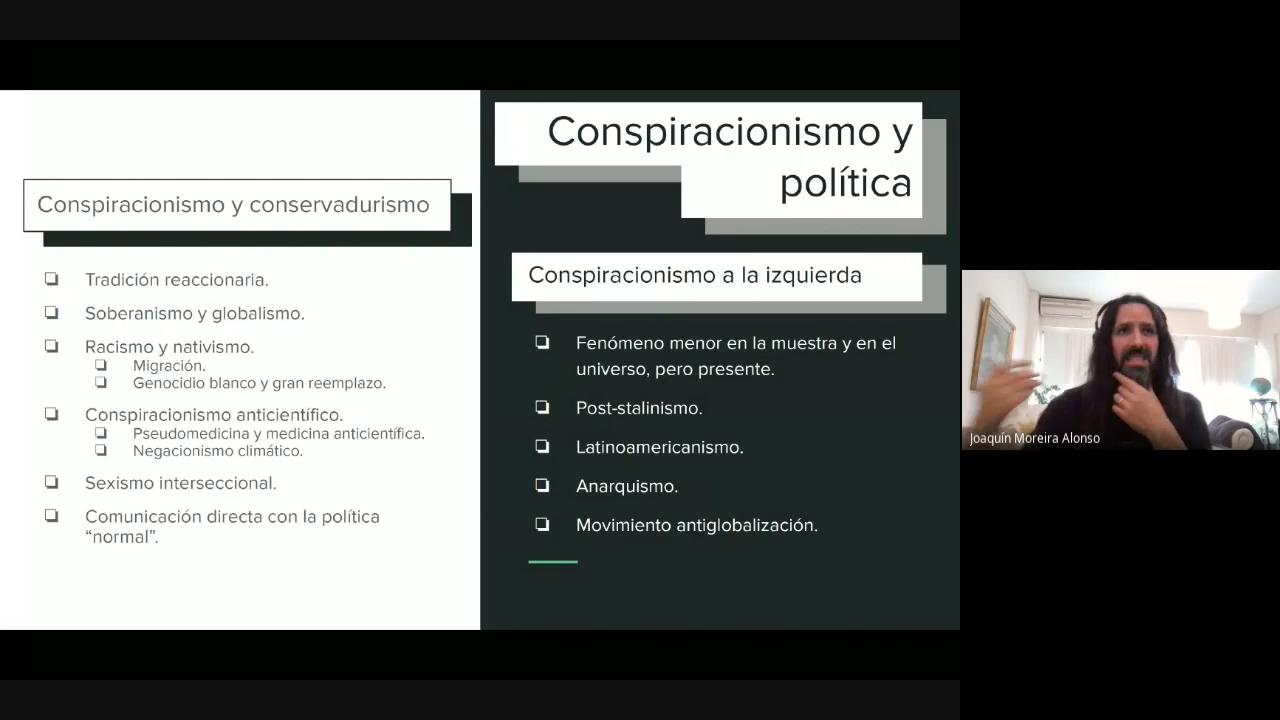 Conspiracionismo y
política
Conspiracionismo y conservadurismo
Tradición reaccionaria.
Soberanismo y globalismo.
Racismo y nativismo.
Migración.
Genocidio blanco y gran reemplazo.
Conspiracionismo anticientífico.
Pseudomedicina y medicina anticientífica.
Negacionismo climático.
Sexismo interseccional.
Comunicación directa con la política
“normal”.
Conspiracionismo a la izquierda
Fenómeno menor en la muestra y en el
universo, pero presente.
Post-stalinismo.
Latinoamericanismo.
Anarquismo.
Movimiento antiglobalización.
Joaquín Moreira Alonso